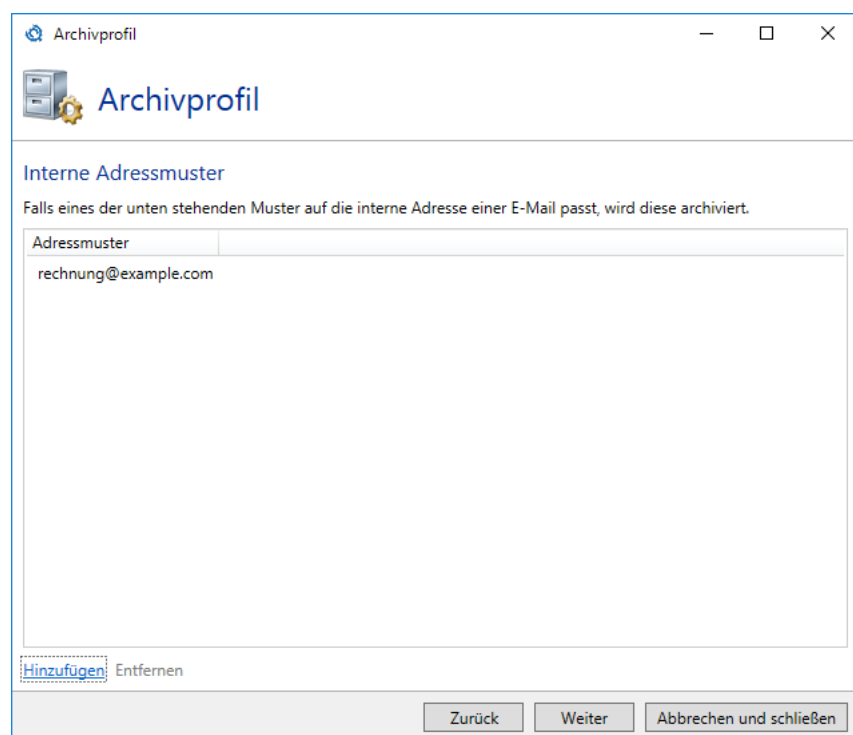 Archivprofil
Archivprofil
Interne Adressmuster
Falls eines der unten stehenden Muster auf die interne Adresse einer E-Mail passt, wird diese archiviert.
Adressmuster
rechnung@example.com
Hinzufügen Entfernen
Zurück Weiter Abbrechen und schließen